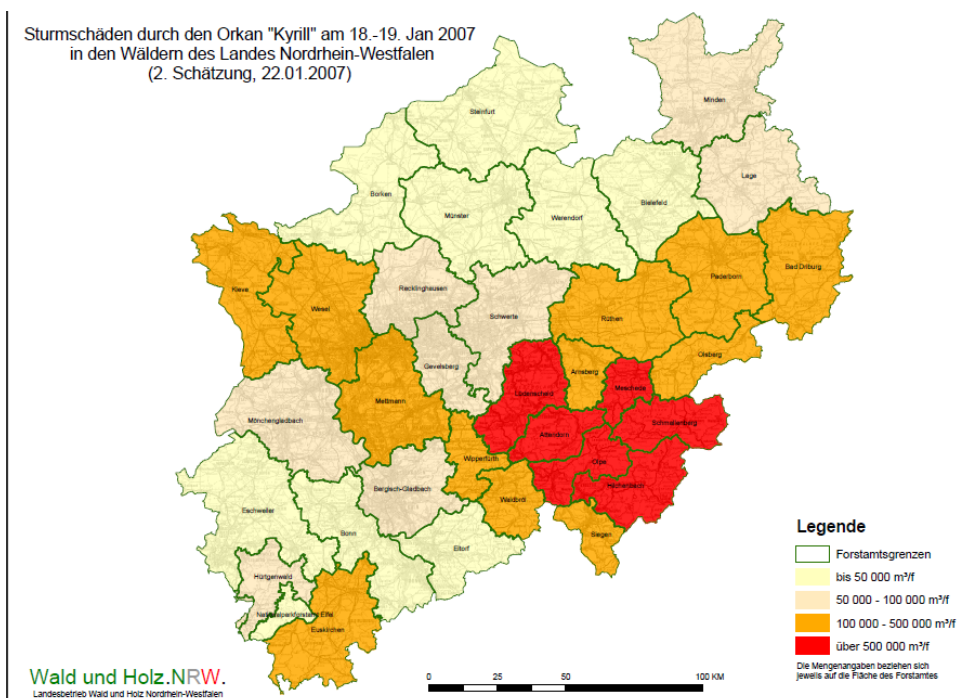 Sturmschäden durch den Orkan "Kyrill" am 18.-19. Jan 2007
in den Wäldern des Landes Nordrhein-Westfalen
(2. Schätzung, 22.01.2007)
Minden
Steinfurt
Lage
Borken
Bielefeld
Münster
Warendorf
Bad Driburg
Paderborn
Kleve
Recklinghausen
Wesel
Schwerte
Rüthen
Olsberg
Gevelsberg
Arnsberg
Lüdenscheid
Meschede
Mettmann
Mönchengladbach
Schmallenberg
Attendorn
Wipperfürth
Olpe
Bergisch-Gladbach
Hilchenbach
Waldbröl
Eschweiler
Bonn
Siegen
Eitorf
Hürtgenwald
Nationalparkforstamt Eifel
Euskirchen
Legende
Forstamtsgrenzen
bis 50 000 m³/f
50 000 - 100 000 m³/f
100 000 - 500 000 m³/f
über 500 000 m³/f
Die Mengenangaben beziehen sich
jeweils auf die Fläche des Forstamtes
Wald und Holz.NRW.
Landesbetrieb Wald und Holz Nordrhein-Westfalen
0 25 50 100 KM